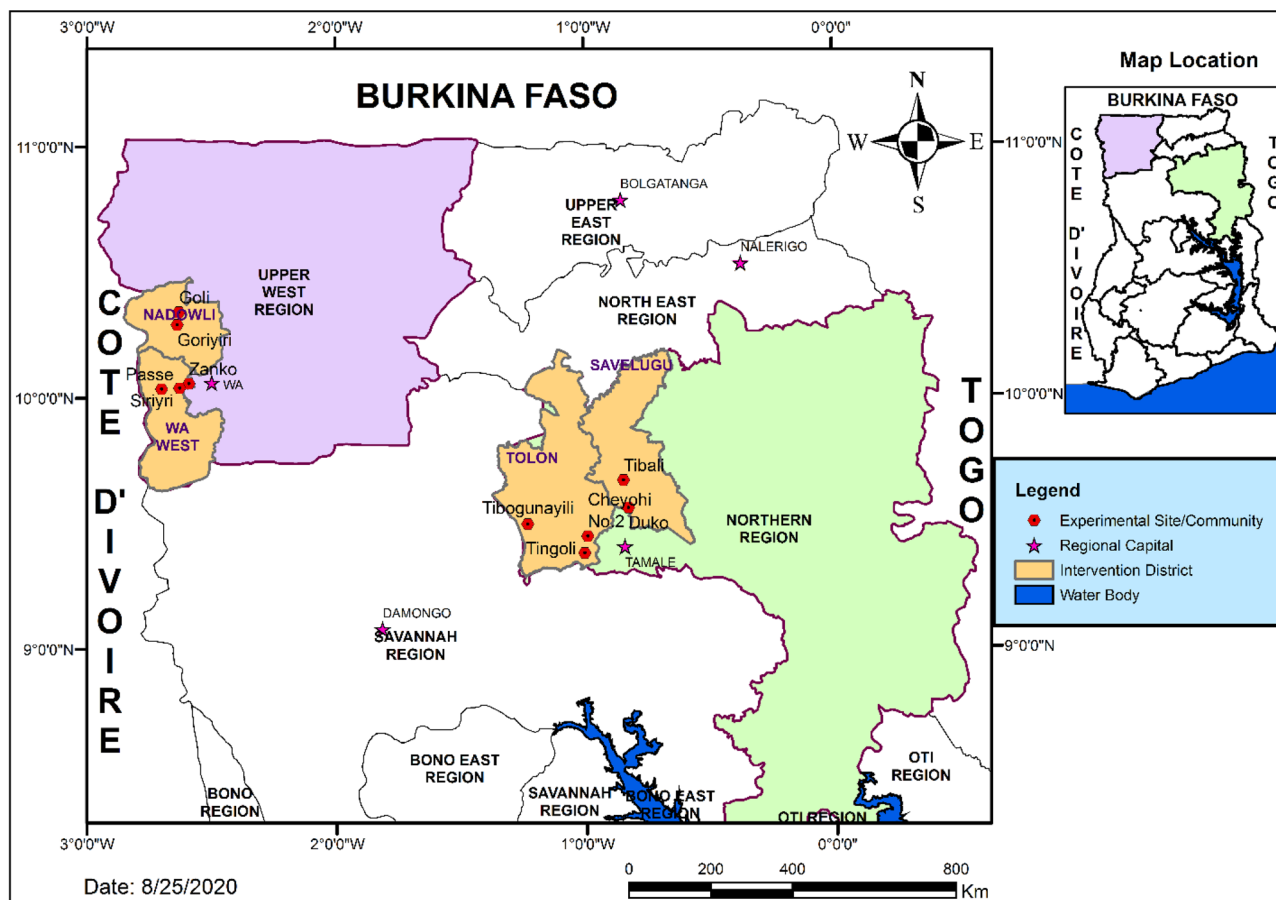 3°0'0"W
2°0'0"W
1°0'0"W
0°0'0"
Map Location
BURKINA FASO
N
W
E
S
BURKINA FASO
COTE D'IVOIRE
TOGO
11°0'0"N
11°0'0"N
BOLGATANGA
UPPER
EAST
REGION
NALERIGO
UPPER
WEST
REGION
NORTH EAST
REGION
COTE D'IVOIRE
Goli
NADOWLI
Goriyiri
Zanko
Passe
WA
Siriyri
WA
WEST
SAVELUGU
TOGO
10°0'0"N
10°0'0"N
TOLON
Tibali
Cheyohi
Tibogunayili
No.2
Duko
Tingoli
TAMALE
NORTHERN
REGION
Legend
Experimental Site/Community
Regional Capital
Intervention District
Water Body
DAMONGO
SAVANNAH
REGION
9°0'0"N
9°0'0"N
BONO EAST
REGION
OTI
REGION
BONO
REGION
SAVANNAH
REGION
BONO EAST
REGION
OTI REGION
3°0'0"W
2°0'0"W
1°0'0"W
0°0'0"
0
200
400
800
Km
Date: 8/25/2020